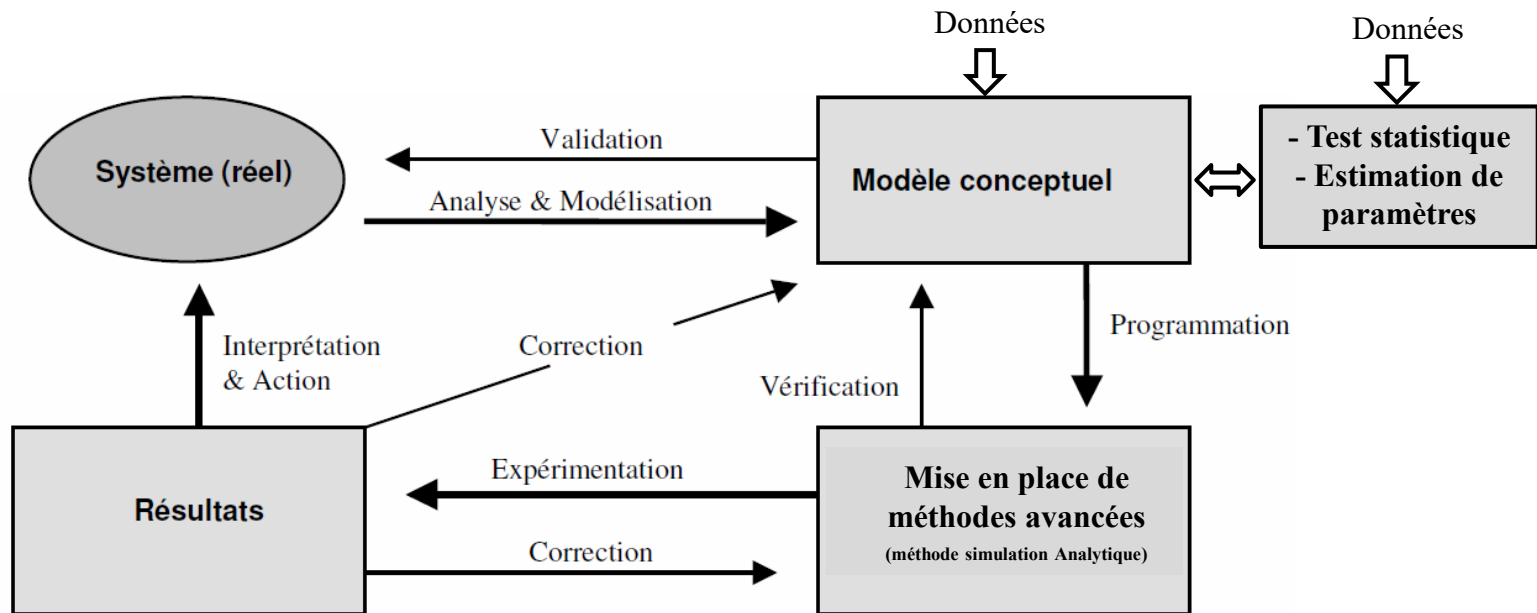 Données
Données
Validation
Système (réel)
Analyse & Modélisation
Modèle conceptuel
- Test statistique
- Estimation de
paramètres
Interprétation
& Action
Correction
Vérification
Programmation
Résultats
Expérimentation
Correction
Mise en place de
méthodes avancées
(méthode simulation Analytique)